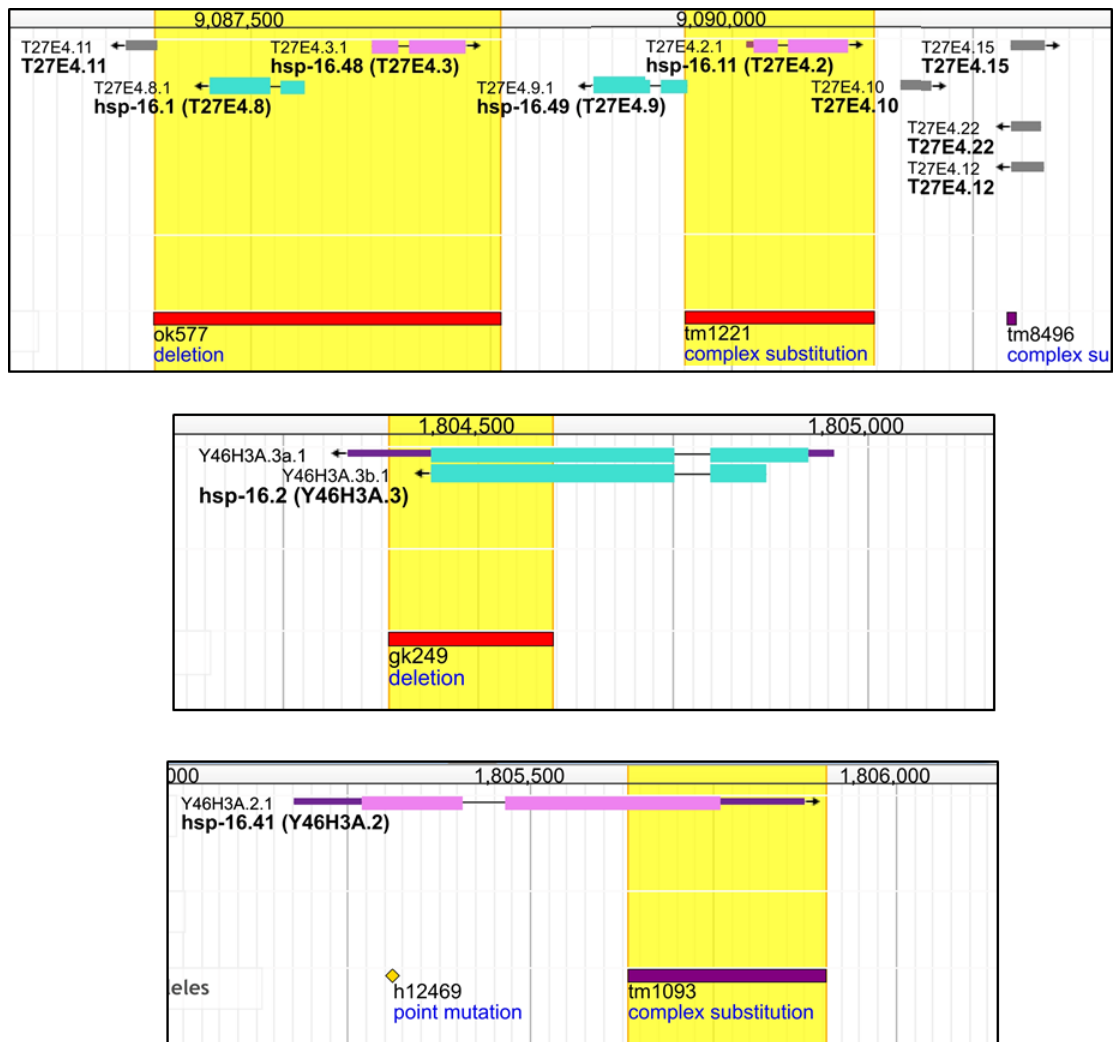 9,087,500 9,090,000
T27E4.11 T27E4.3.1 T27E4.2.1 T27E4.15
T27E4.11 hsp-16.48 (T27E4.3) hsp-16.11 (T27E4.2) T27E4.15
T27E4.8.1 T27E4.9.1 T27E4.10
hsp-16.1 (T27E4.8) hsp-16.49 (T27E4.9) T27E4.10
T27E4.22
T27E4.22
T27E4.12
T27E4.12
ok577 tm1221 tm8496
deletion complex substitution complex su
1,804,500 1,805,000
Y46H3A.3a.1
Y46H3A.3b.1
hsp-16.2 (Y46H3A.3)
gk249
deletion
000 1,805,500 1,806,000
Y46H3A.2.1
hsp-16.41 (Y46H3A.2)
leles h12469 tm1093
point mutation complex substitution